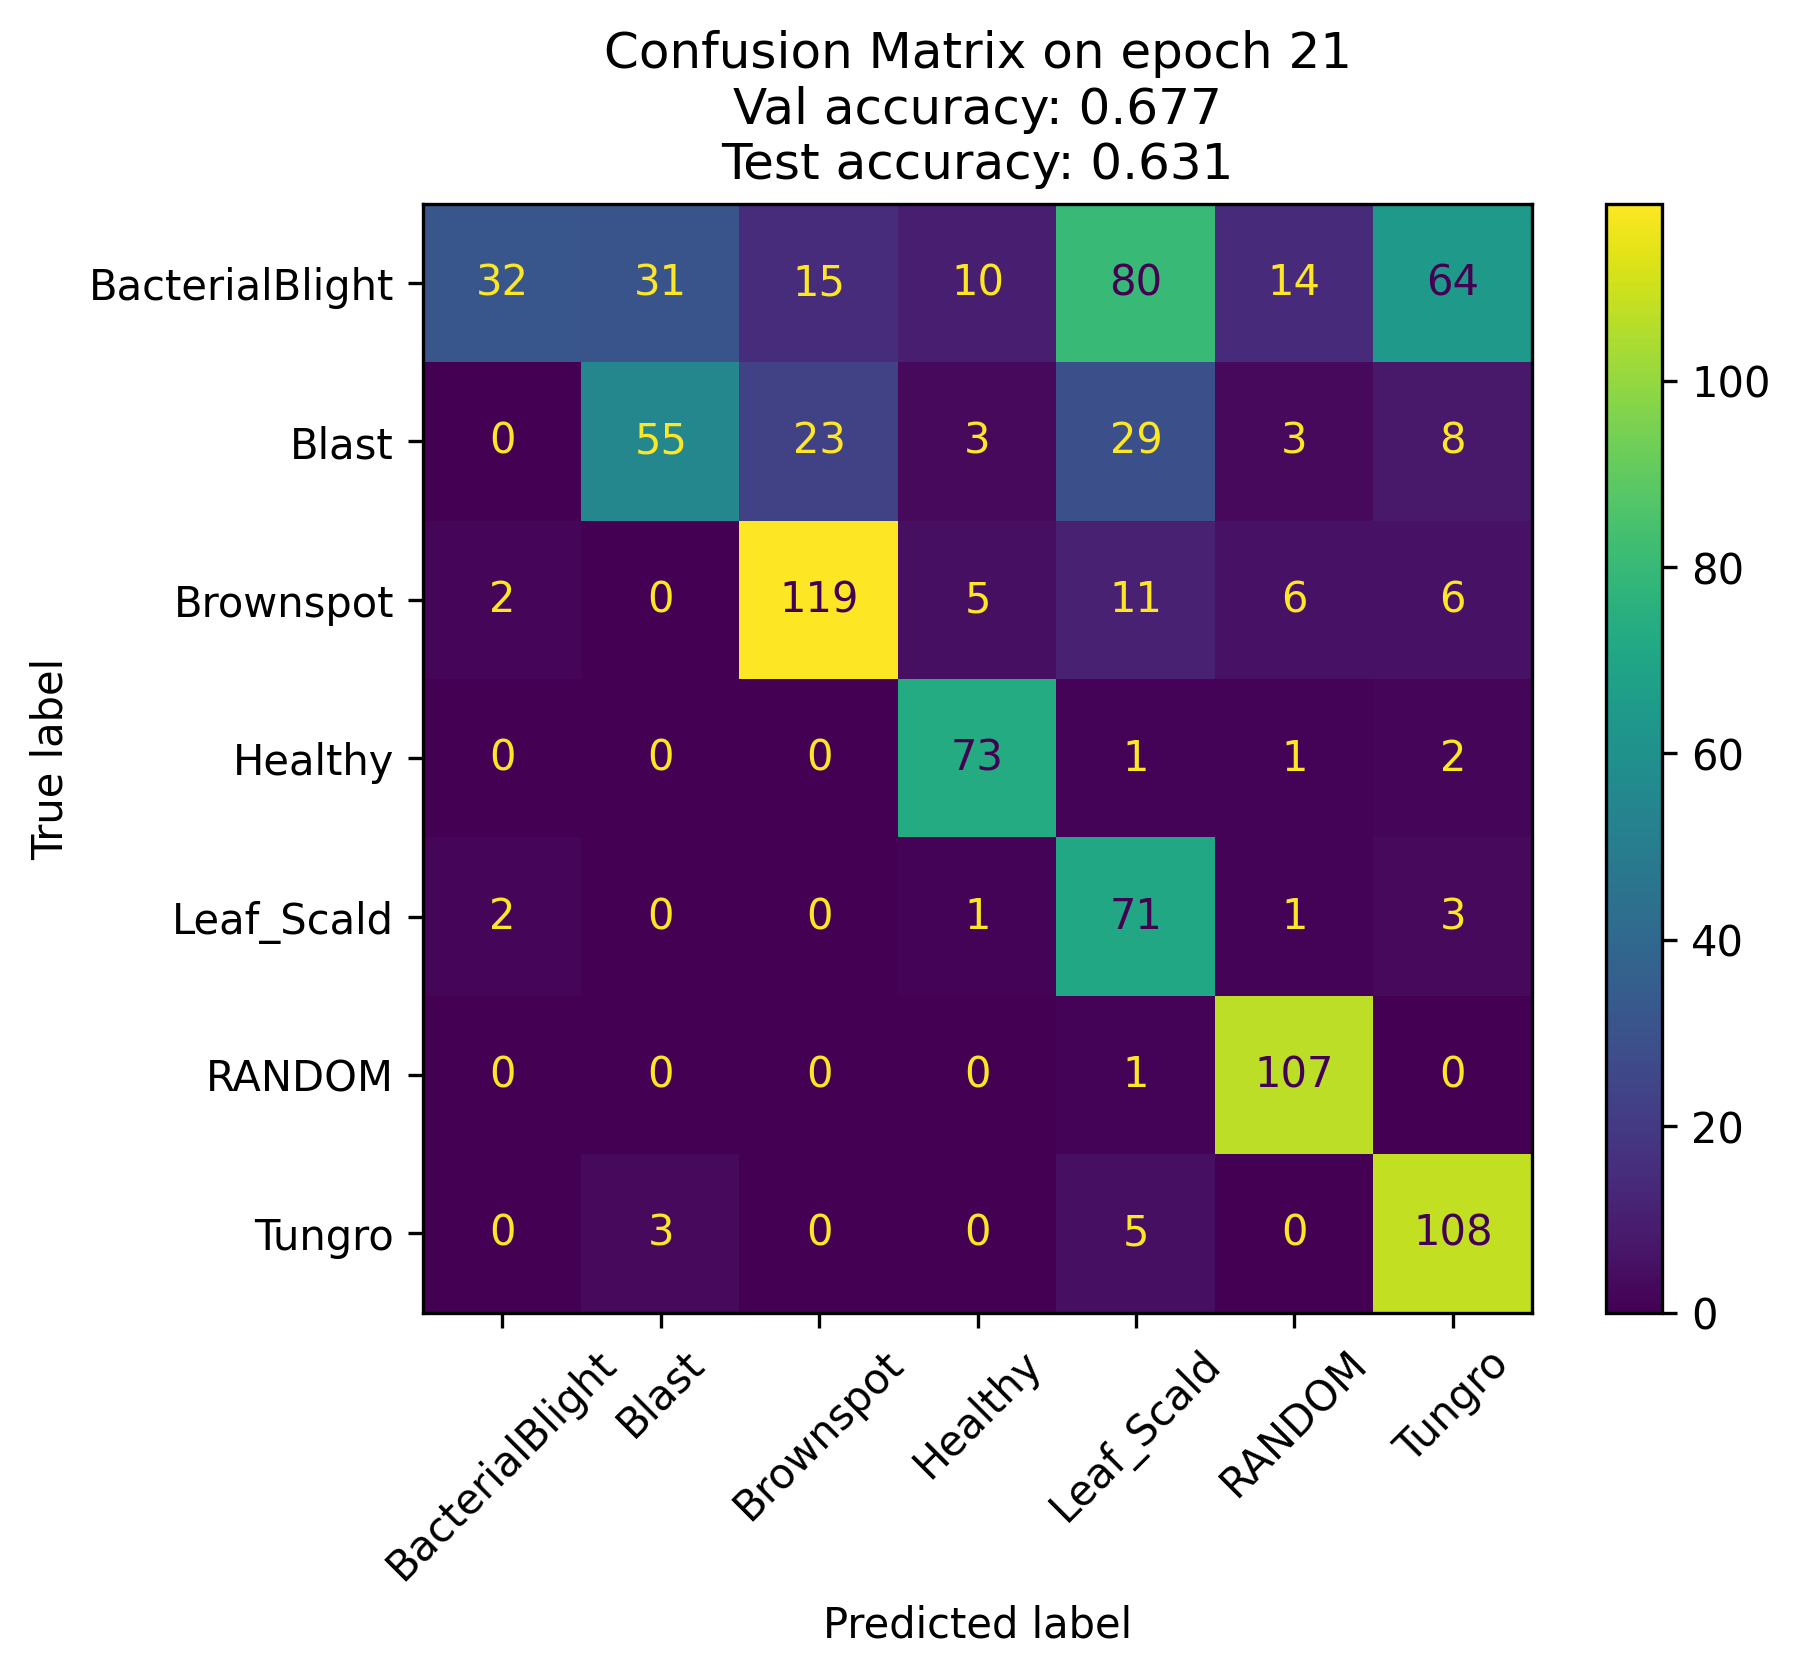 Confusion Matrix on epoch 21
Val accuracy: 0.677
Test accuracy: 0.631
True label
BacterialBlight 32 31 15 10 80 14 64
Blast 0 55 23 3 29 3 8
Brownspot 2 0 119 5 11 6 6
Healthy 0 0 0 73 1 1 2
Leaf_Scald 2 0 0 1 71 1 3
RANDOM 0 0 0 0 1 107 0
Tungro 0 3 0 0 5 0 108
BacterialBlight Blast Brownspot Healthy Leaf_Scald RANDOM Tungro
Predicted label
100
80
60
40
20
0